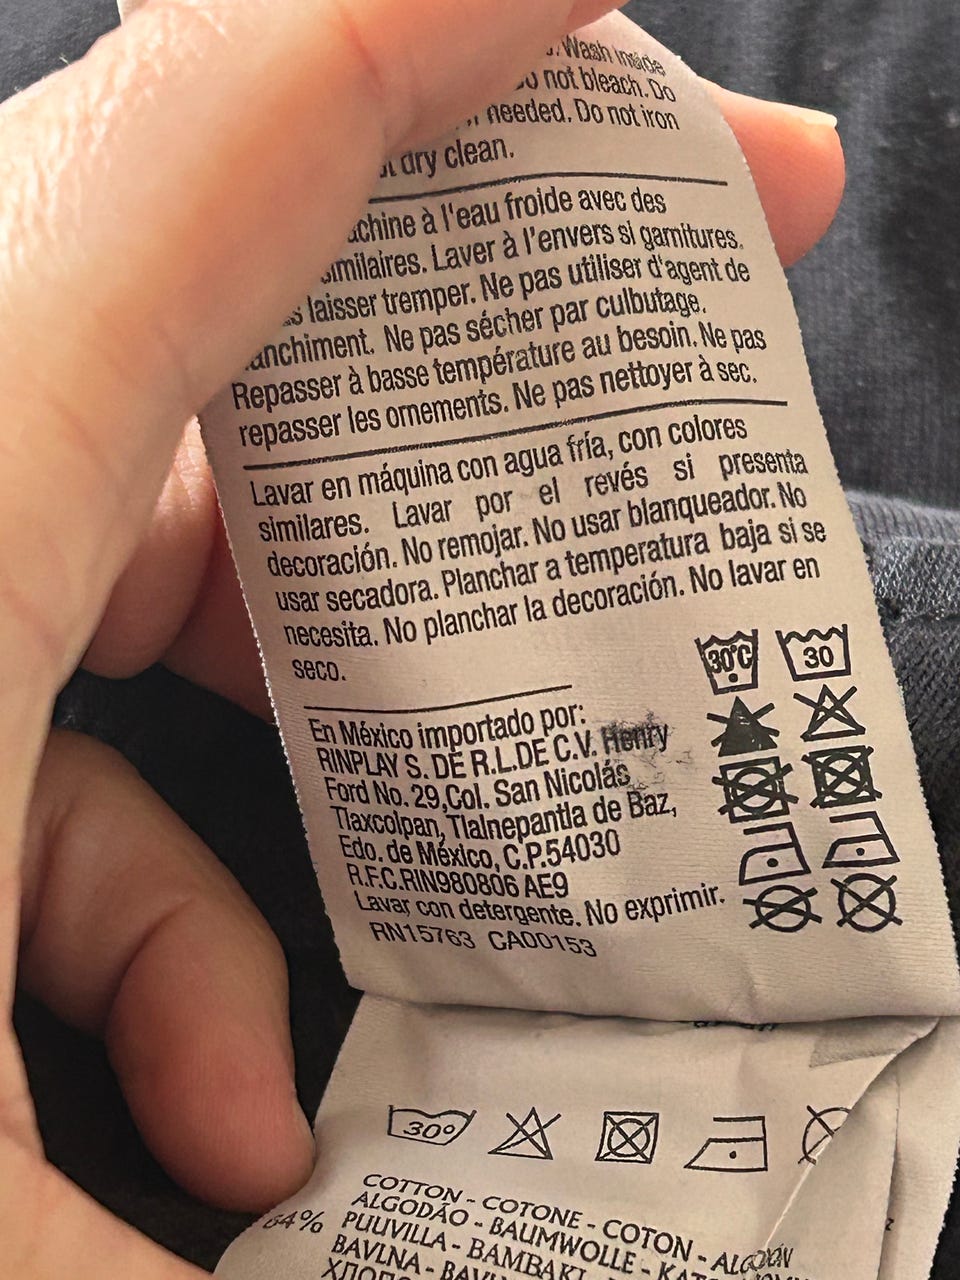 Wash Inside
not bleach. Do
needed. Do not iron
dry clean.
à l'eau froide avec des
similaires. Laver à l'envers si garnitures.
laisser tremper. Ne pas utiliser d'agent de
Ne pas sécher par culbutage.
Repasser à basse température au besoin. Ne pas
repasser les ornements. Ne pas nettoyer à sec.
Lavar en máquina con agua fría, con colores
similares. Lavar por el revés si presenta
decoración. No remojar. No usar blanqueador. No
usar secadora. Planchar a temperatura baja si se
necesita. No planchar la decoración. No lavar en
seco.
30°C 30
En México importado por:
RINPLAY S. DE R.L.DE C.V. Henry
Ford No. 29,Col. San Nicolás
Tlaxcolpan, Tlalnepantla de Baz,
Edo. de México, C.P.54030
R.F.C.RIN980806 AE9
Lavar con detergente. No exprimir.
RN15763 CA00153
30°
COTTON - COTONE - COTON - ALGODÓN
ALGODÃO - BAUMWOLLE -
64% PUUVILLA - BAMBAKI -
BAVLNA -